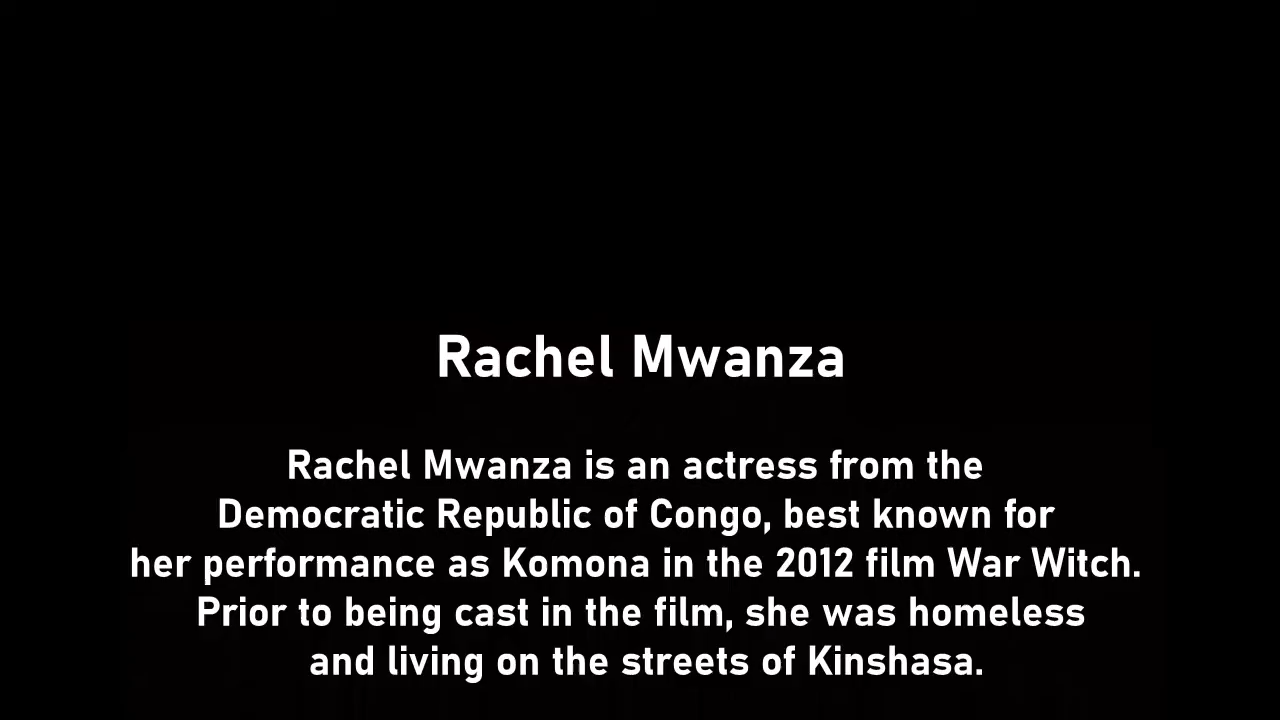 Rachel Mwanza
Rachel Mwanza is an actress from the
Democratic Republic of Congo, best known for
her performance as Komona in the 2012 film War Witch.
Prior to being cast in the film, she was homeless
and living on the streets of Kinshasa.